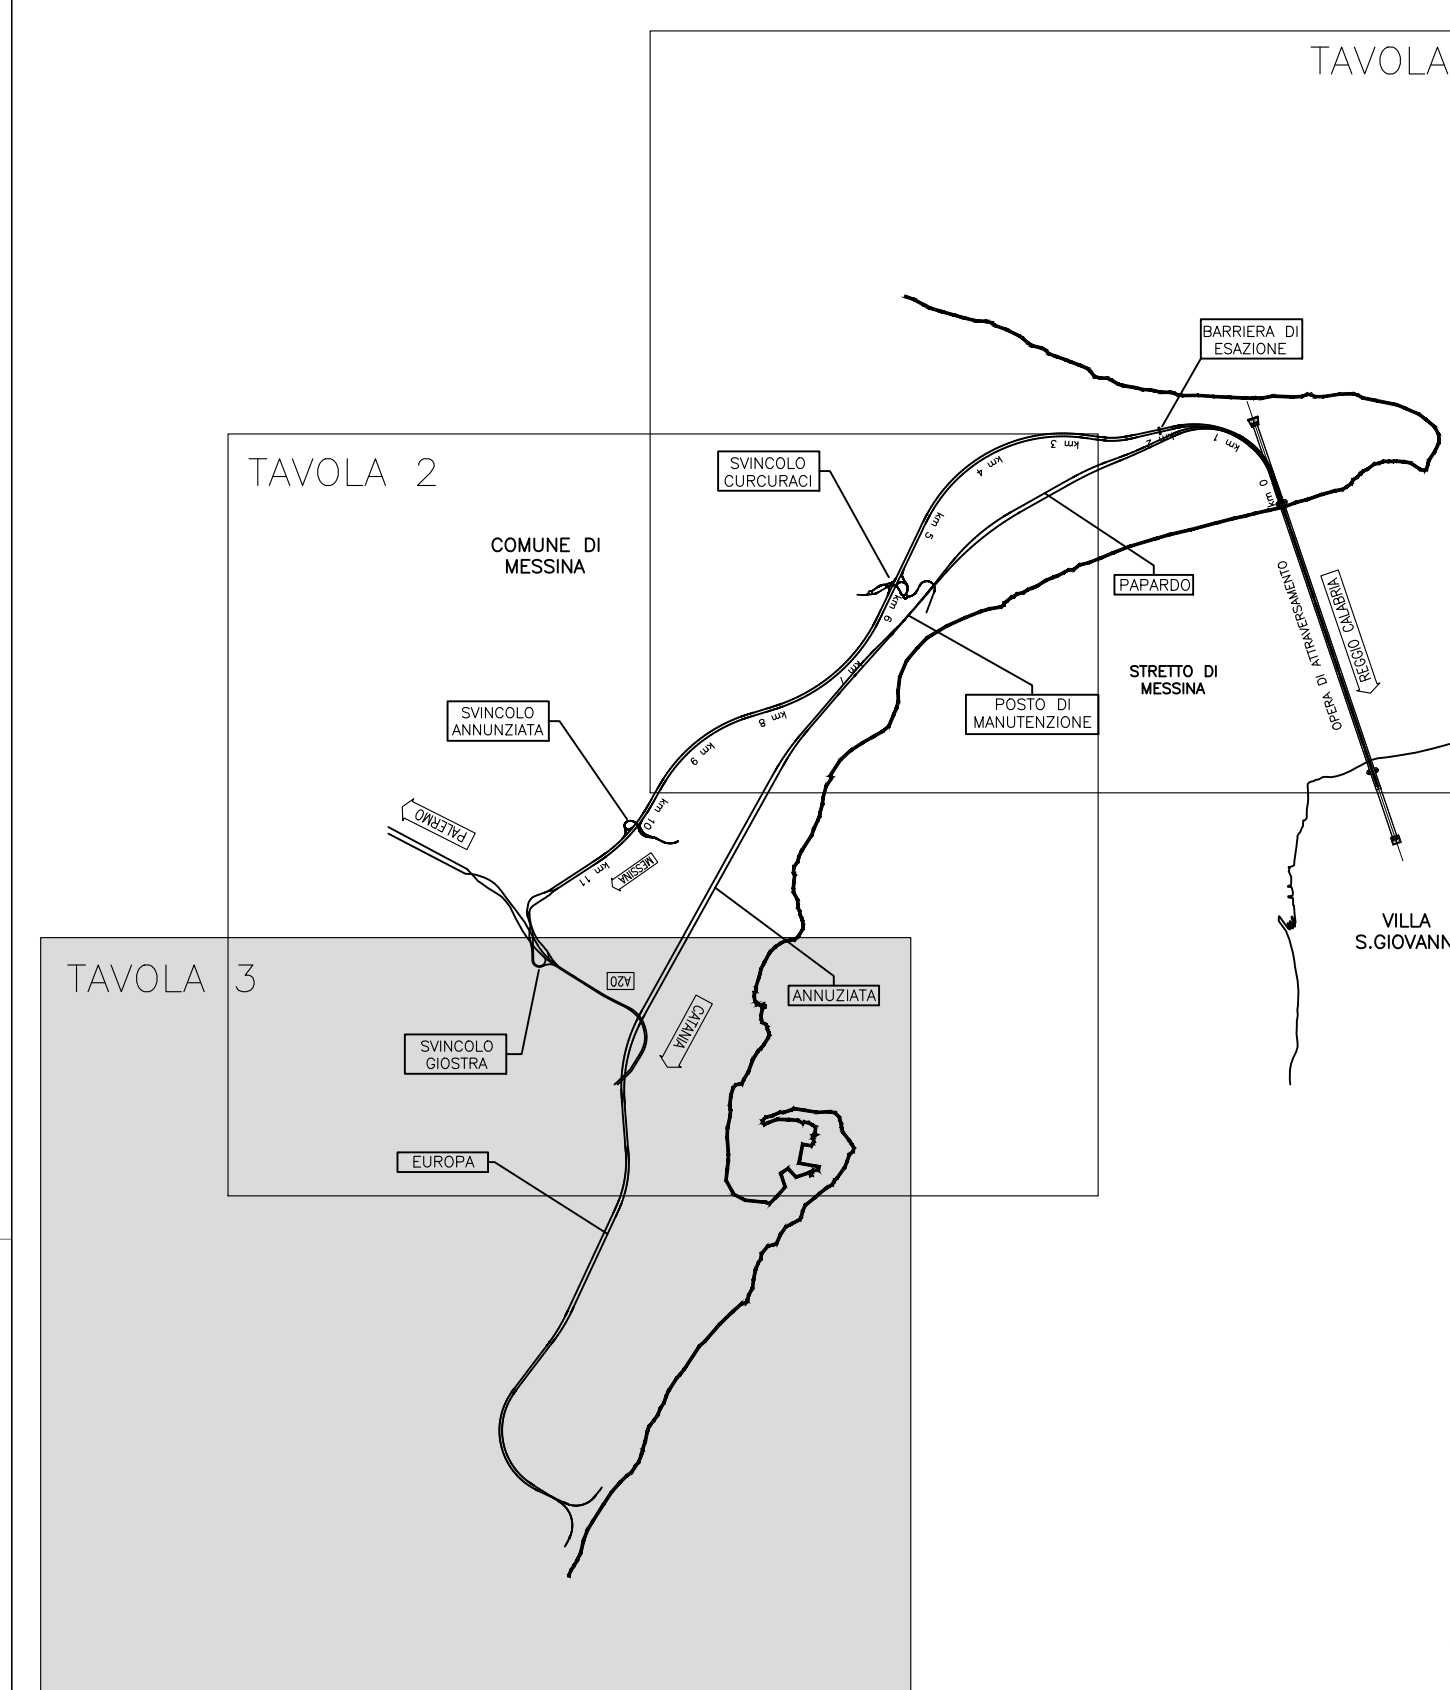 TAVOLA
BARRIERA DI
ESAZIONE
TAVOLA 2
SVINCOLO
CURCURACI
km 0
km 1
km 2
km 3
km 4
km 5
km 6
km 7
km 8
km 9
km 10
km 11
COMUNE DI
MESSINA
PAPARDO
OPERA DI ATTRAVERSAMENTO
REGGIO CALABRIA
STRETTO DI
MESSINA
POSTO DI
MANUTENZIONE
SVINCOLO
ANNUNZIATA
PALERMO
MESSINA
VILLA
S.GIOVANN
TAVOLA 3
A20
ANNUZIATA
CATANIA
SVINCOLO
GIOSTRA
EUROPA